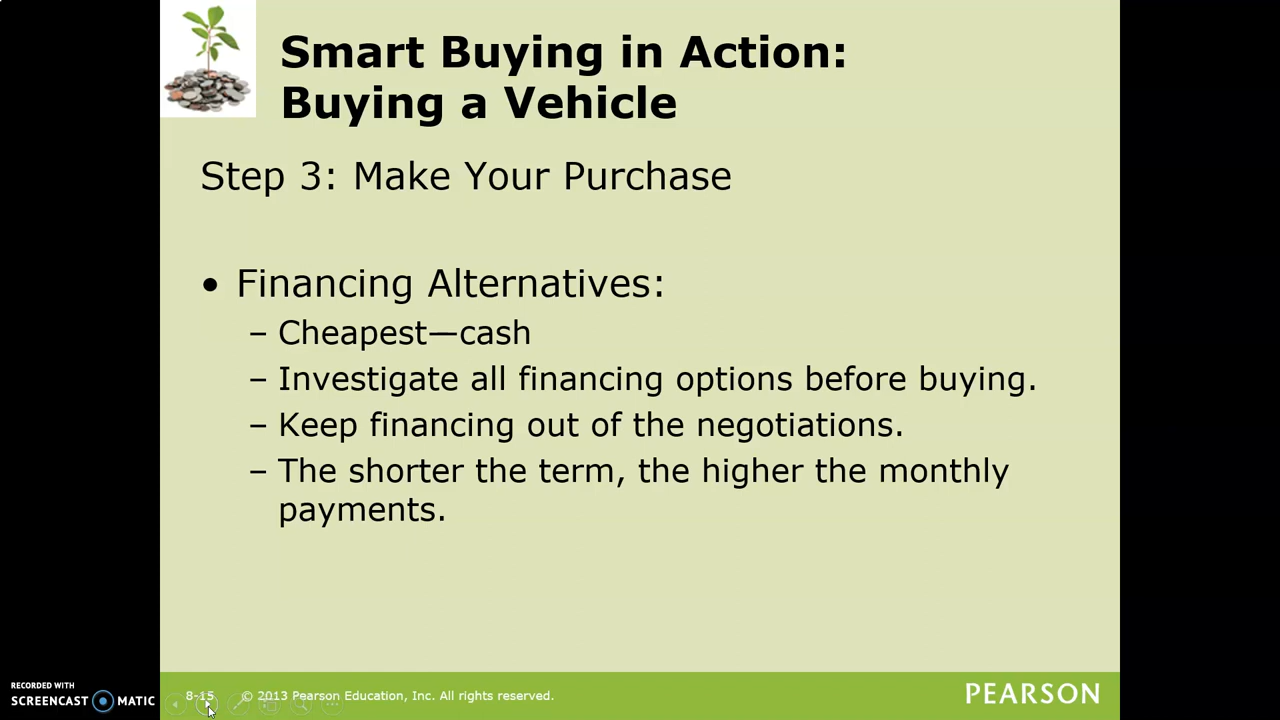 Smart Buying in Action:
Buying a Vehicle
Step 3: Make Your Purchase
• Financing Alternatives:
– Cheapest—cash
– Investigate all financing options before buying.
– Keep financing out of the negotiations.
– The shorter the term, the higher the monthly
payments.
RECORDED WITH
SCREENCAST MATIC
8-15
© 2013 Pearson Education, Inc. All rights reserved.
PEARSON